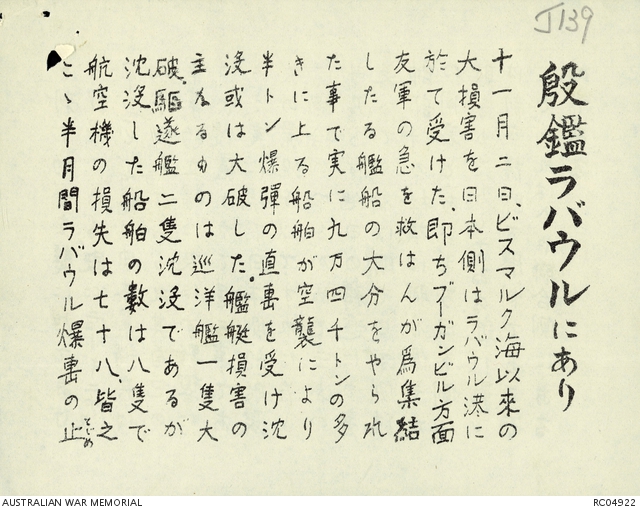 J139
殷鑑ラバウルにあり
十一月二日、ビスマルク海以来の
大損害を日本側はラバウル港に
於て受けた、即ちブーガンビル方面
友軍の急を救はんが爲集結
したる艦船の大分をやられ
た事で実に九万四千トンの多
きに上る船舶が空襲により
半トン爆彈の直撃を受け沈
没或は大破した。艦艇損害の
主なるものは巡洋艦一隻大
破、驅逐艦二隻沈没であるが
沈没した船舶の數は八隻で
航空機の損失は七十八、皆之
こゝ半月間ラバウル爆撃の止
AUSTRALIAN WAR MEMORIAL
RC04922